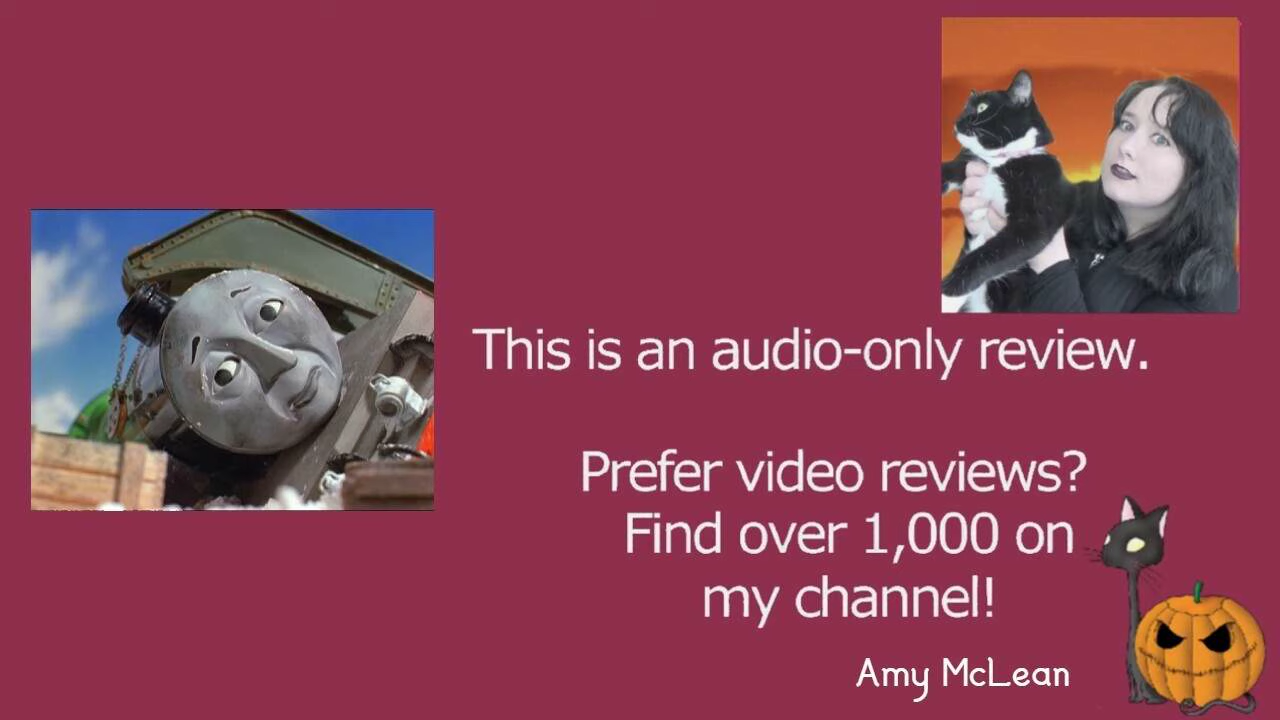 This is an audio-only review.
Prefer video reviews?
Find over 1,000 on
my channel!
Amy McLean